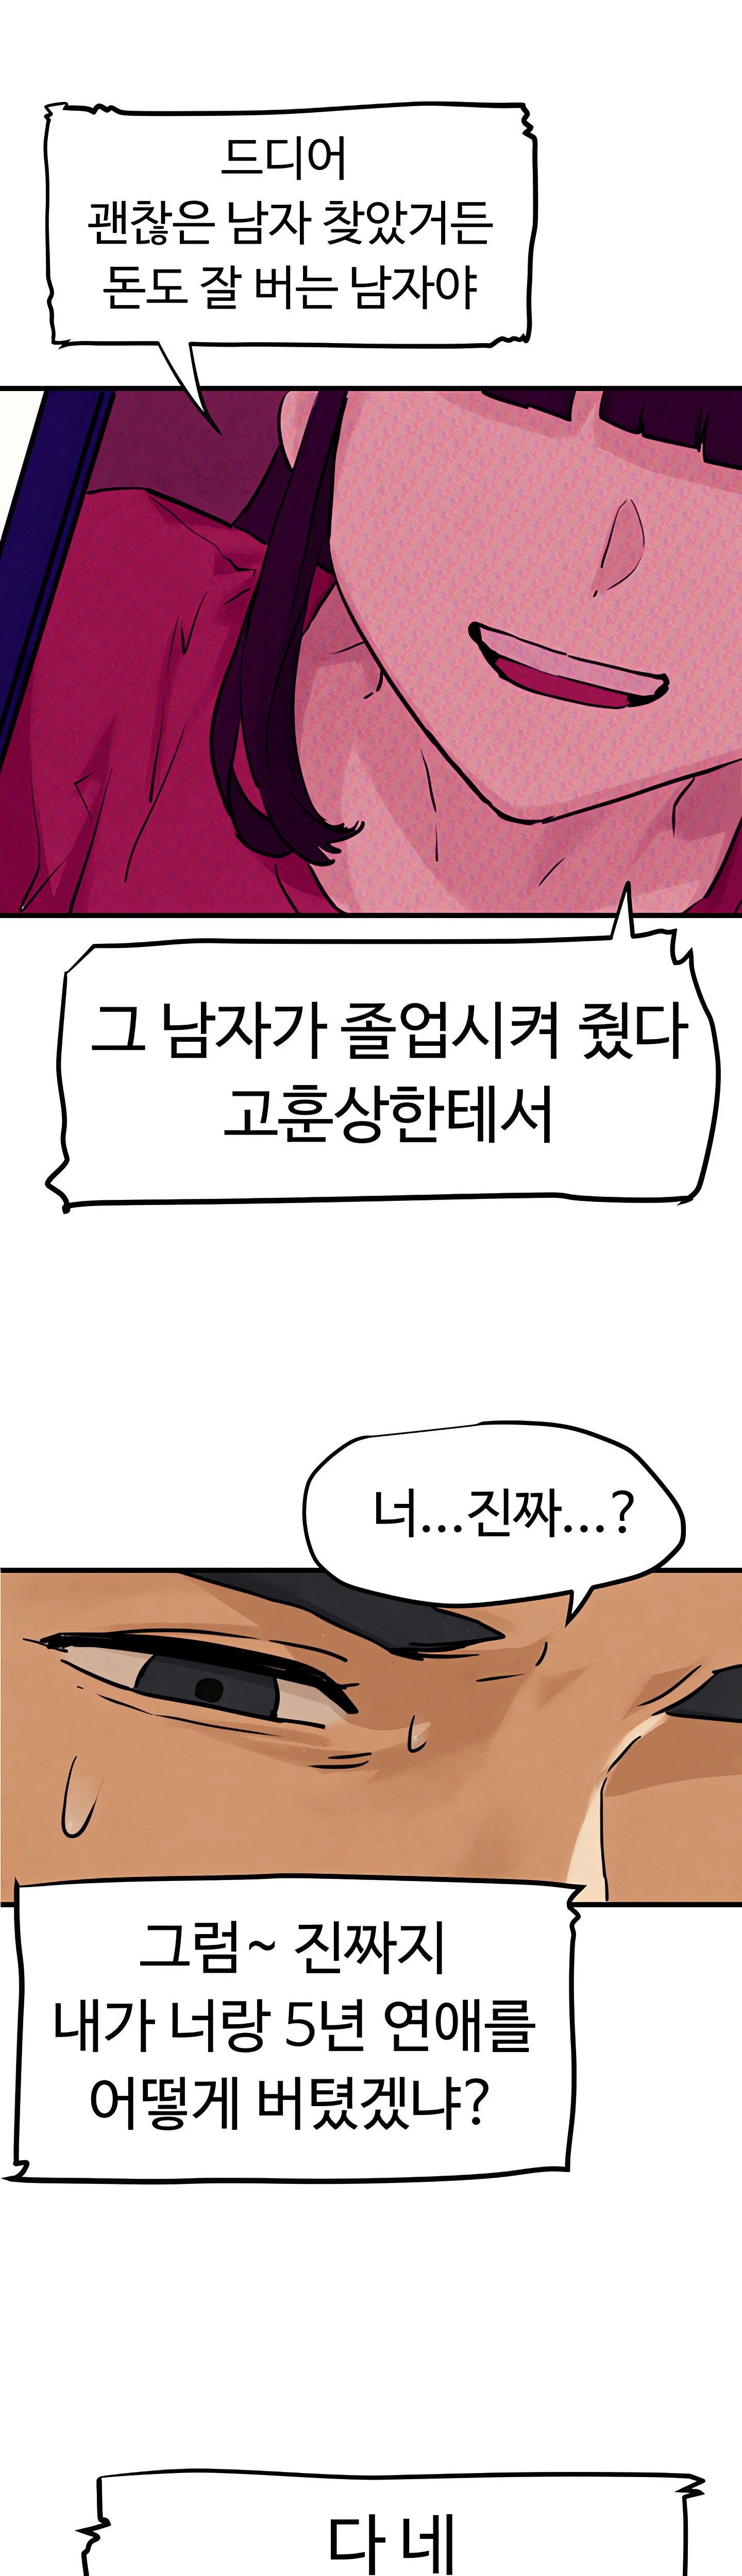 드디어
괜찮은 남자 찾았거든
돈도 잘 버는 남자야
그 남자가 졸업시켜 줬다
고훈상한테서
너...진짜...?
그럼~ 진짜지
내가 너랑 5년 연애를
어떻게 버텼겠냐?
다 네